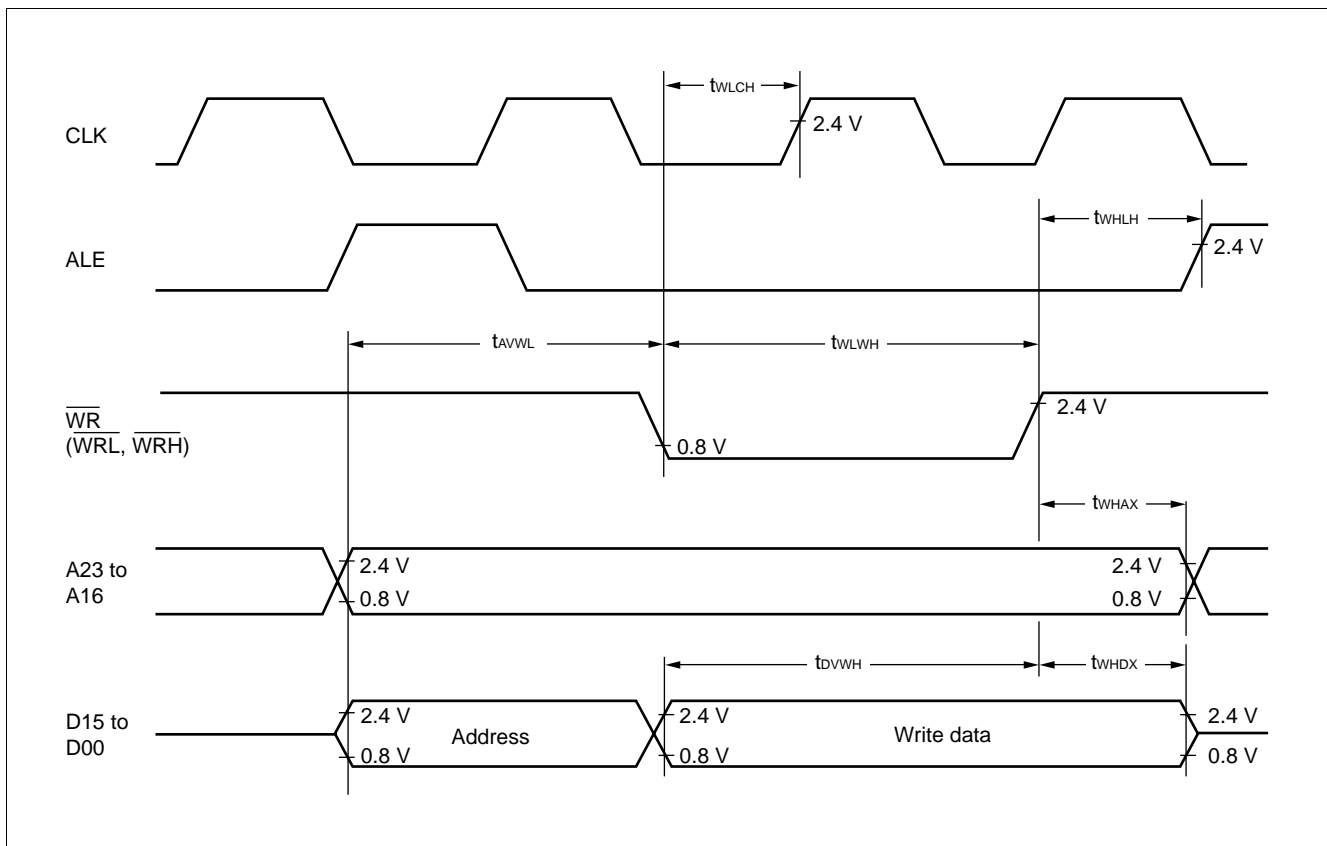 tWLCH
CLK
2.4 V
tWHLH
ALE
2.4 V
tAVWL
tWLWH
WR
(WRL, WRH)
2.4 V
0.8 V
tWHAX
A23 to
A16
2.4 V
0.8 V
2.4 V
0.8 V
tDVWH
tWHDX
D15 to
D00
2.4 V
0.8 V
Address
2.4 V
0.8 V
Write data
2.4 V
0.8 V